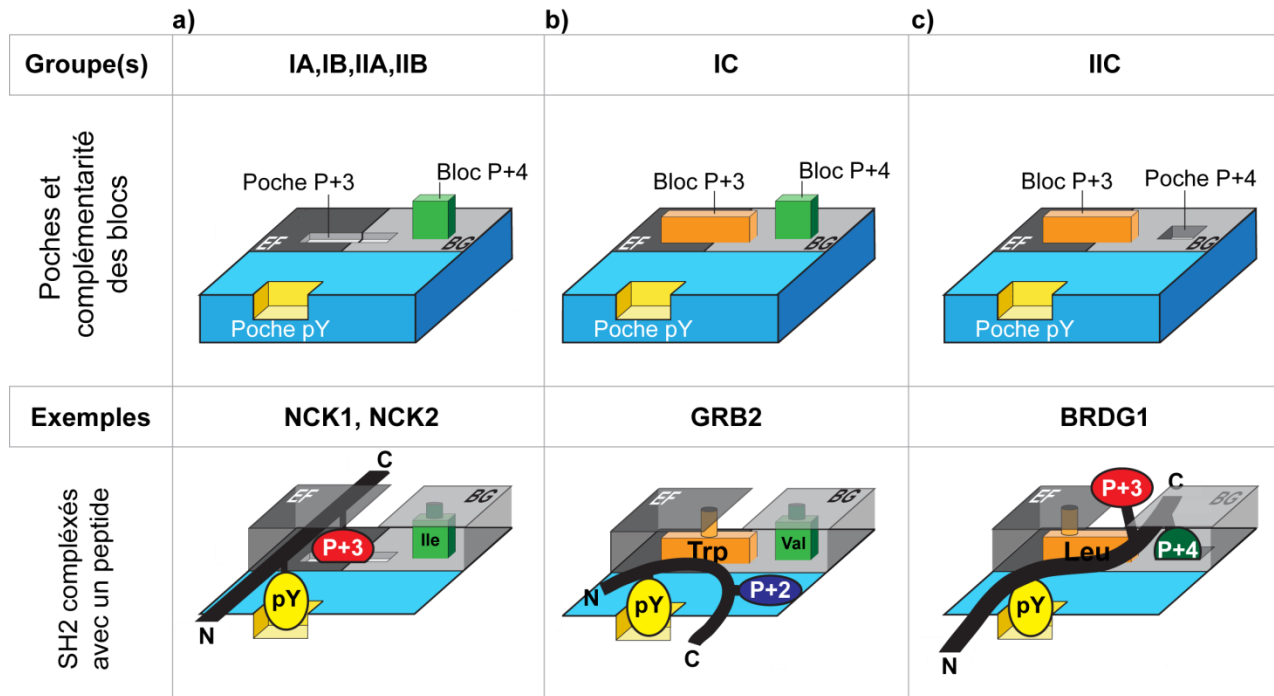 a)
b)
c)
Groupe(s)
IA,IB,IIA,IIB
IC
IIC
Poches et
complémentarité
des blocs
Poche P+3
Bloc P+4
EF
BG
Poche pY
Bloc P+3
Bloc P+4
EF
BG
Poche pY
Bloc P+3
Poche P+4
EF
BG
Poche pY
Exemples
NCK1, NCK2
GRB2
BRDG1
SH2 compléxés
avec un peptide
C
EF
BG
Ile
P+3
pY
N
EF
BG
Trp
Val
N
pY
P+2
C
P+3
C
EF
BG
Leu
P+4
pY
N